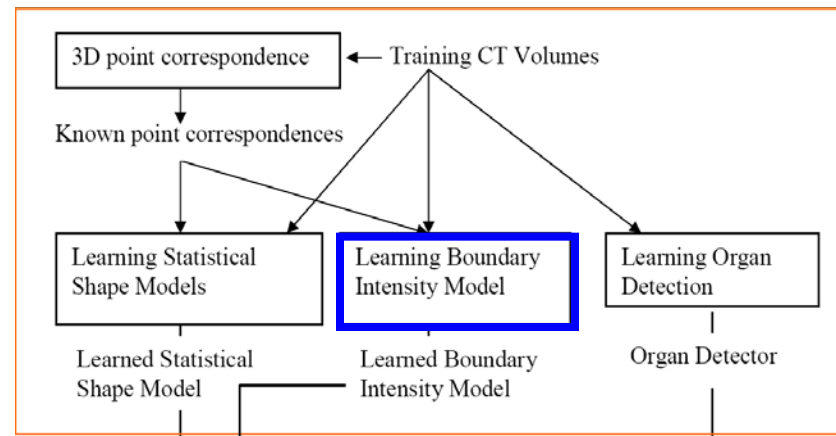 3D point correspondence
Training CT Volumes
Known point correspondences
Learning Statistical
Shape Models
Learning Boundary
Intensity Model
Learning Organ
Detection
Learned Statistical
Shape Model
Learned Boundary
Intensity Model
Organ Detector